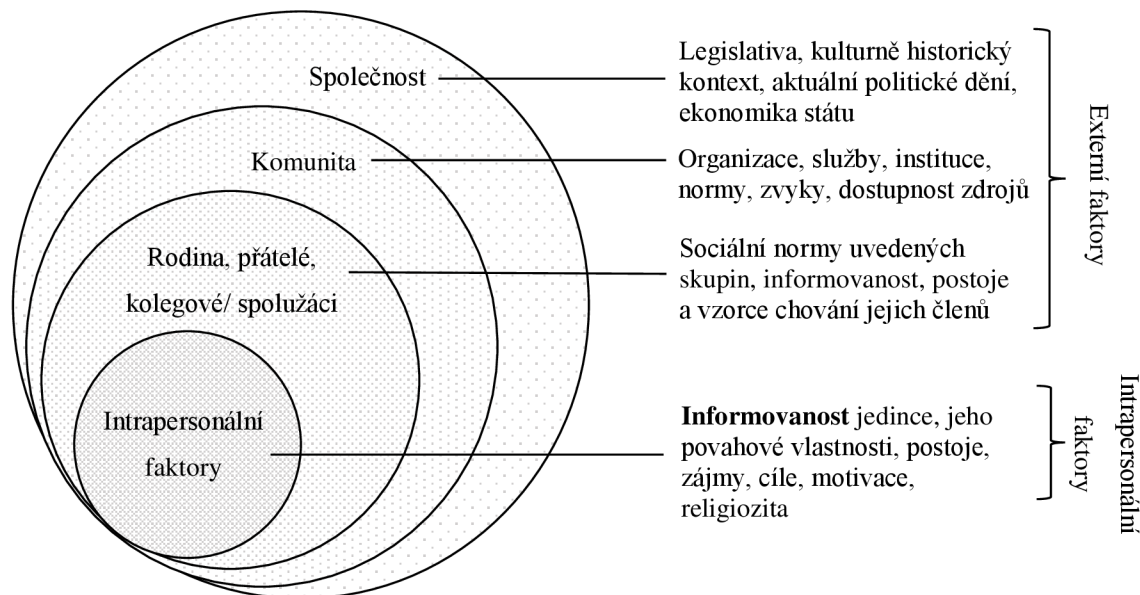 Společnost
Legislativa, kulturně historický
kontext, aktuální politické dění,
ekonomika státu
Komunita
Organizace, služby, instituce,
normy, zvyky, dostupnost zdrojů
Rodina, přátelé,
kolegové/ spolužáci
Sociální normy uvedených
skupin, informovanost, postoje
a vzorce chování jejich členů
Externí faktory
Intrapersonální
faktory
Informovanost jedince, jeho
povahové vlastnosti, postoje,
zájmy, cíle, motivace,
religiozita
Intrapersonální
faktory